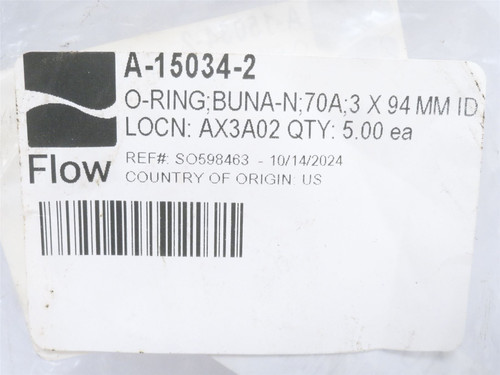 A-15034-2
O-RING;BUNA-N;70A;3 X 94 MM ID
LOCN: AX3A02 QTY: 5.00 ea
REF#: SO598463 - 10/14/2024
COUNTRY OF ORIGIN: US
Flow